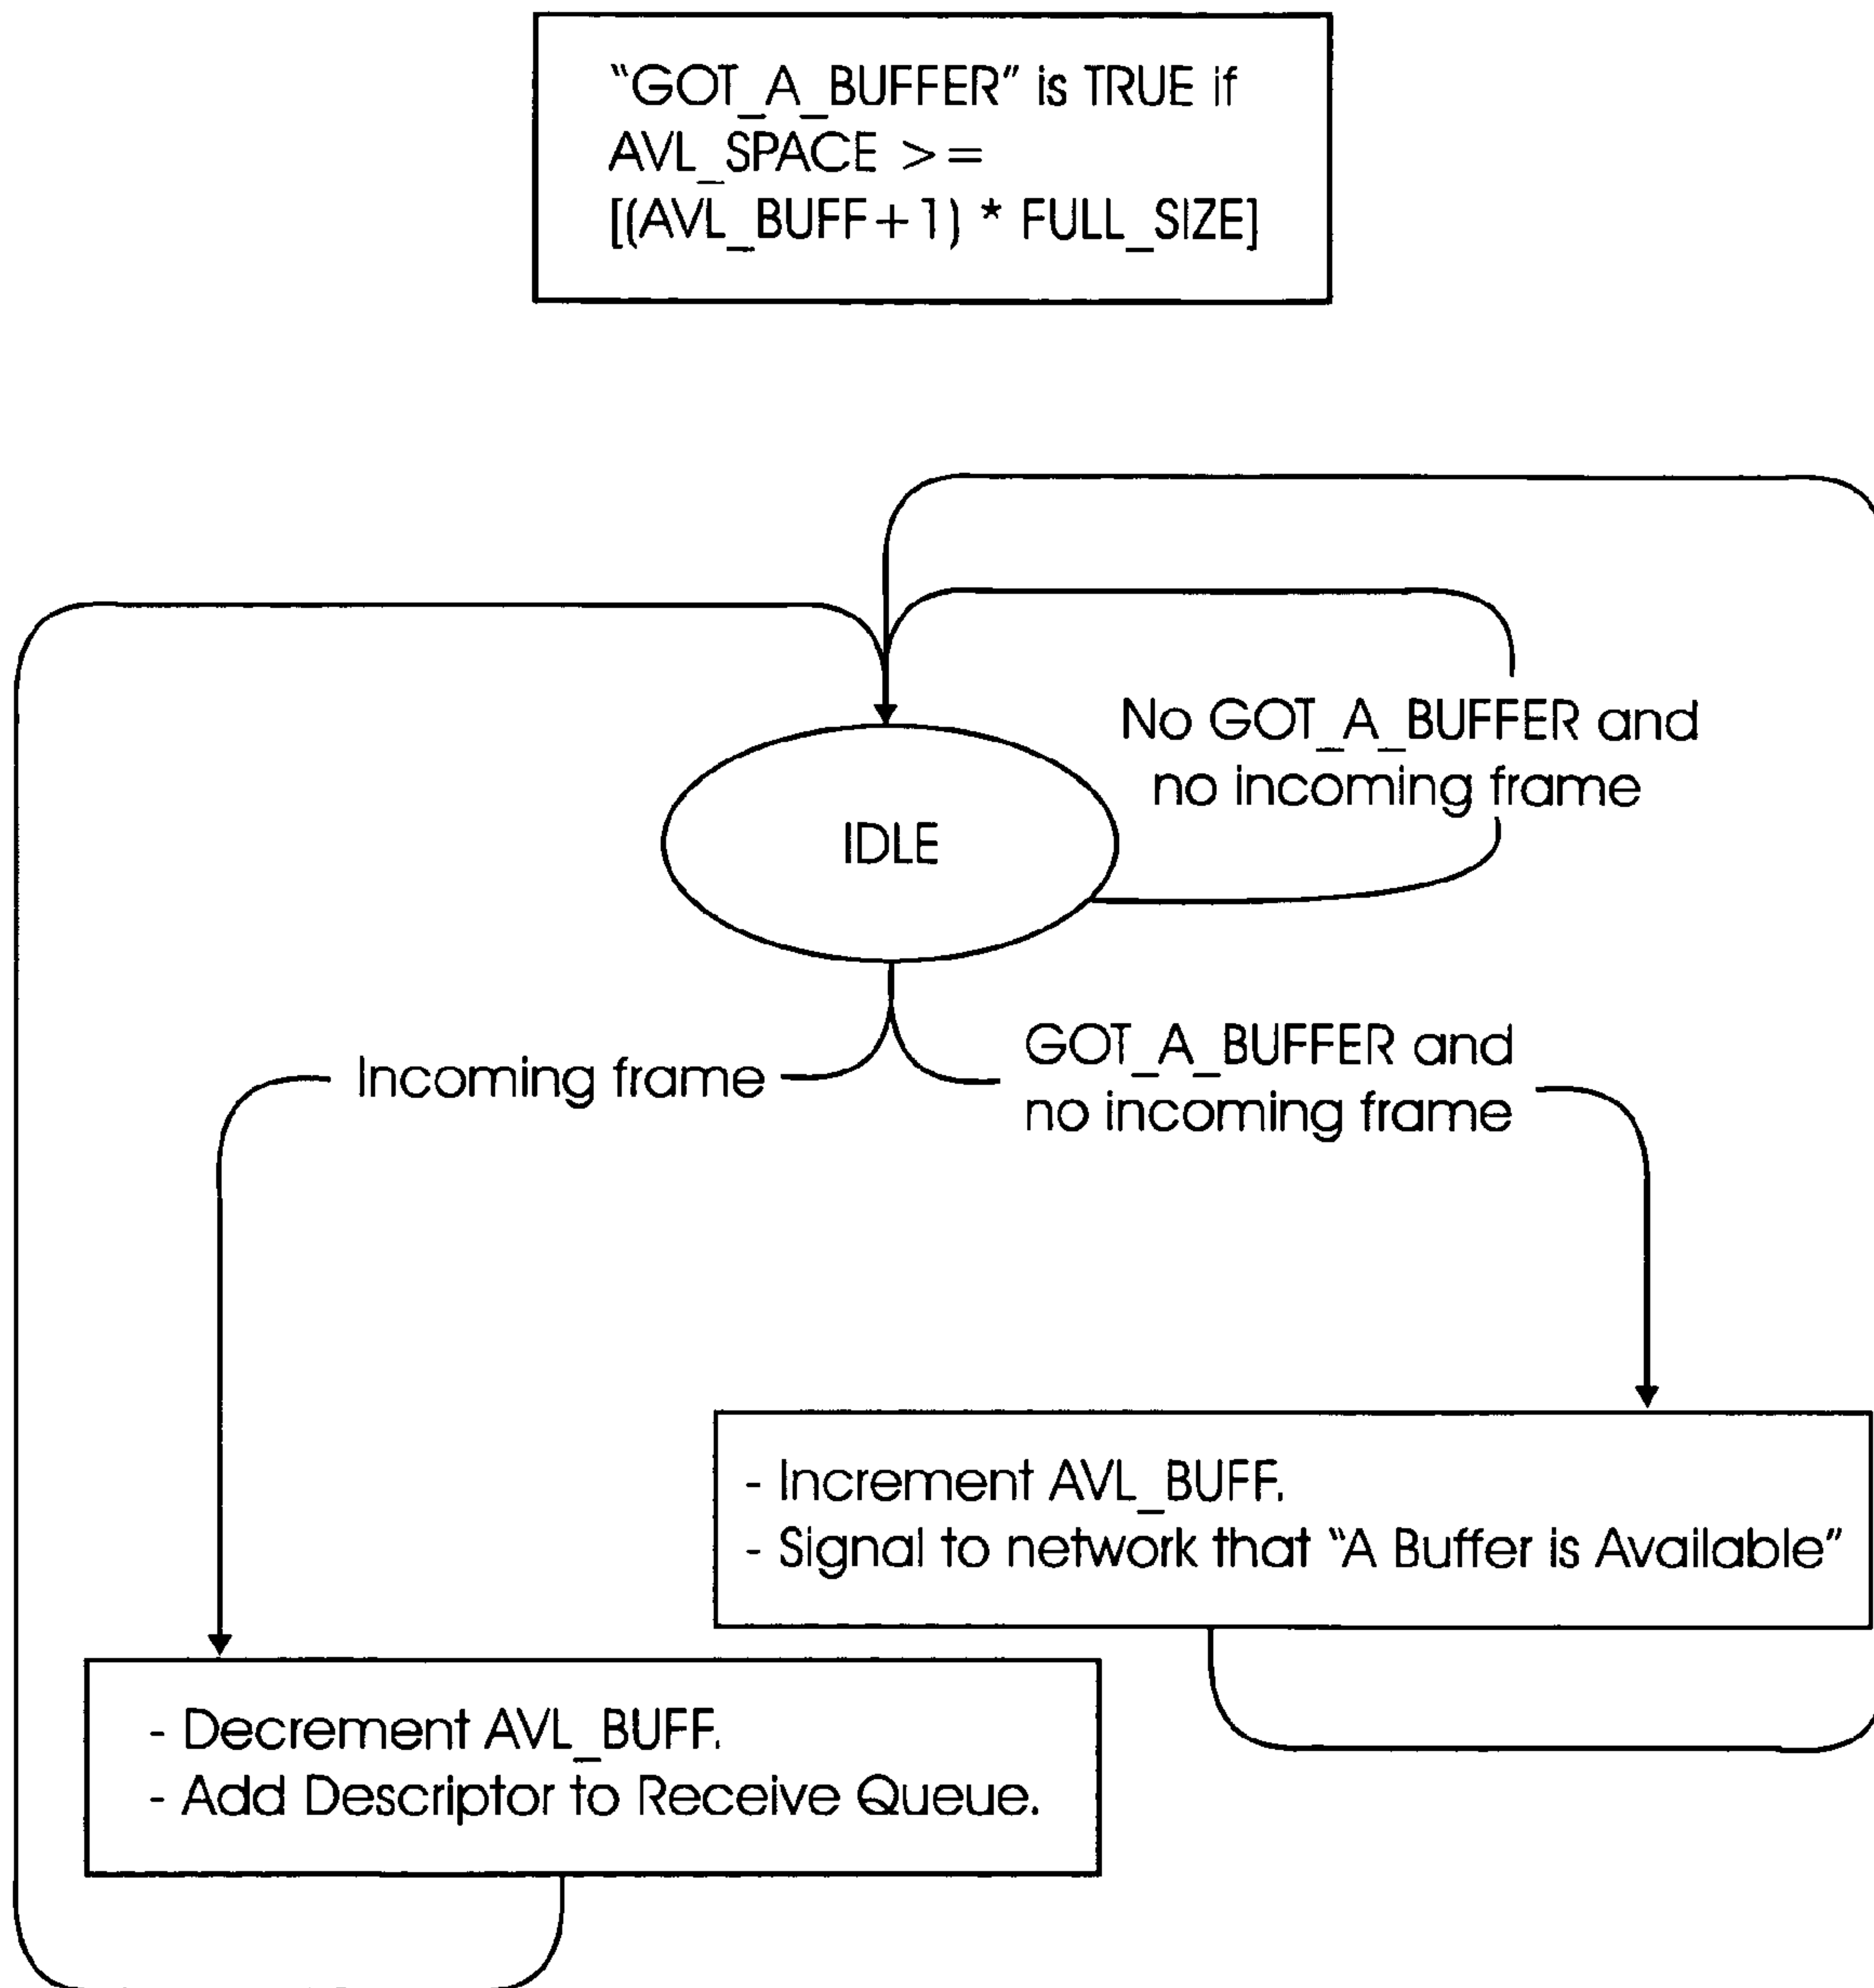 “GOT_A_BUFFER” is TRUE if
AVL_SPACE >=
[(AVL_BUFF+1) * FULL_SIZE]
No GOT_A_BUFFER and
no incoming frame
IDLE
Incoming frame
GOT_A_BUFFER and
no incoming frame
- Increment AVL_BUFF.
- Signal to network that “A Buffer is Available”
- Decrement AVL_BUFF.
- Add Descriptor to Receive Queue.